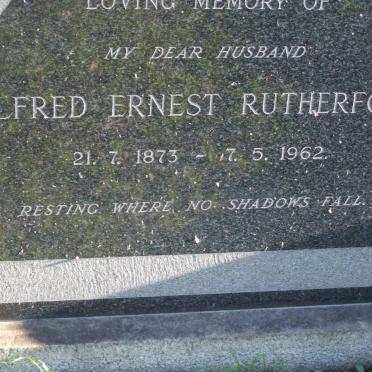 LOVING MEMORY OF
MY DEAR HUSBAND
LFRED ERNEST RUTHERFO
21. 7. 1873 - 7. 5. 1962.
RESTING WHERE NO SHADOWS FALL.